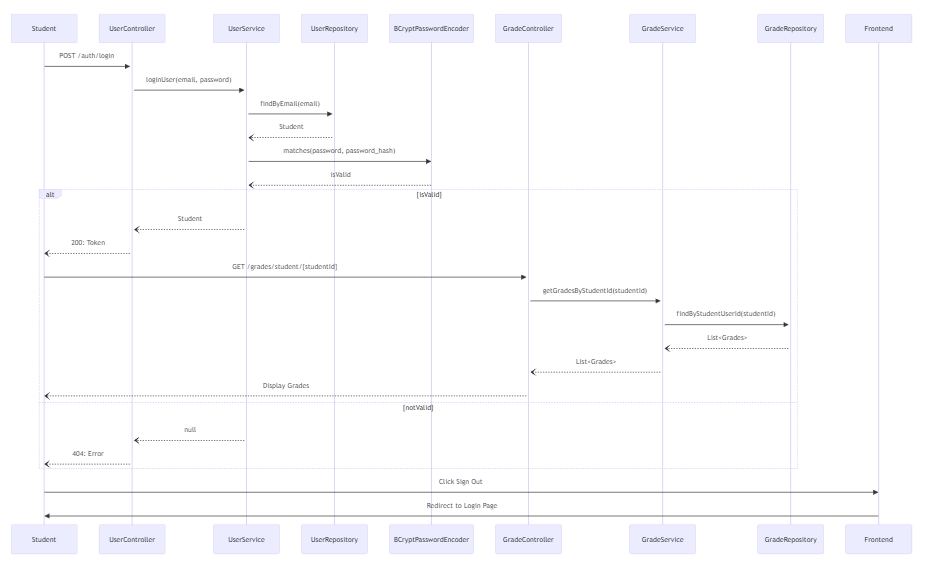 Student UserController UserService UserRepository BCryptPasswordEncoder GradeController GradeService GradeRepository Frontend
POST /auth/login
loginUser(email, password)
findByEmail(email)
Student
matches(password, password_hash)
isValid
alt [isValid]
Student
200: Token
GET /grades/student/[studentId]
getGradesByStudentId(studentId)
findByStudentUserId(studentId)
List<Grades>
List<Grades>
Display Grades
[notValid]
null
404: Error
Click Sign Out
Redirect to Login Page
Student UserController UserService UserRepository BCryptPasswordEncoder GradeController GradeService GradeRepository Frontend